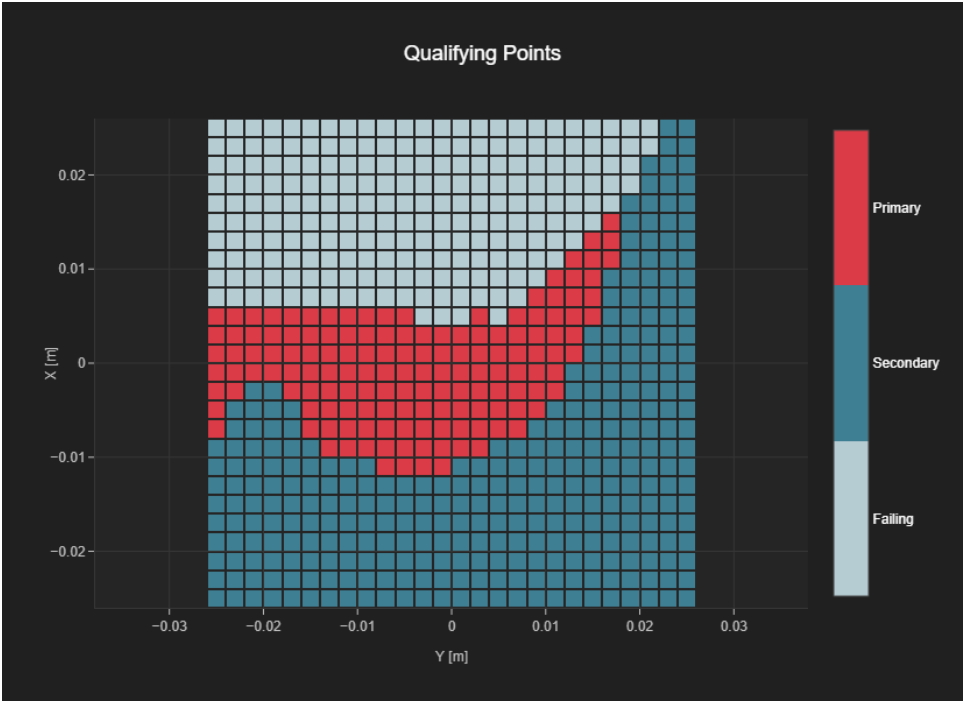 Qualifying Points
0.02
0.01
0
−0.01
−0.02
X [m]
−0.03
−0.02
−0.01
0
0.01
0.02
0.03
Y [m]
Primary
Secondary
Failing